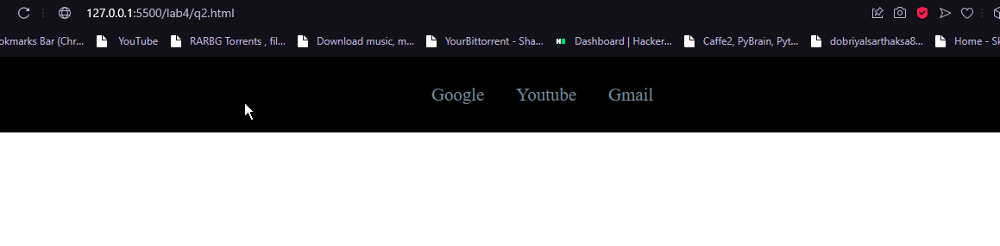 127.0.0.1:5500/lab4/q2.html
okmarks Bar (Chr... YouTube RARBG Torrents , fil... Download music, m... YourBittorrent - Sha... Dashboard | Hacker... Caffe2, PyBrain, Pyt... dobriyalsarthaksa8... Home - Sk
Google Youtube Gmail